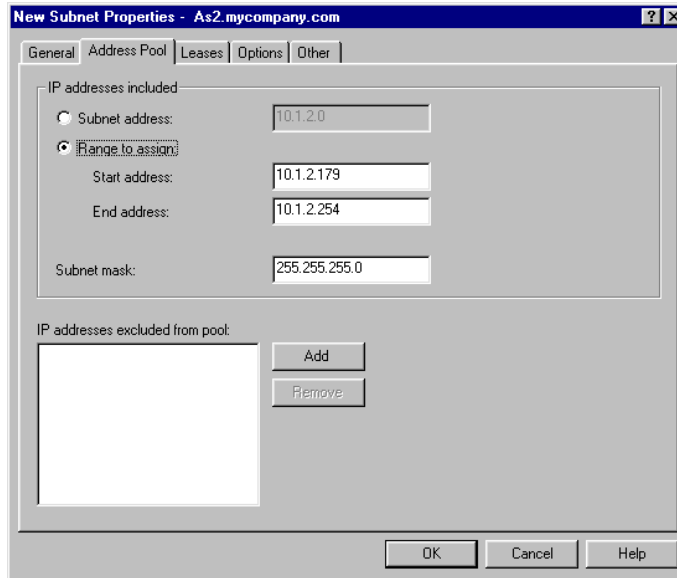 New Subnet Properties - As2.mycompany.com
General Address Pool Leases Options Other
IP addresses included
Subnet address: 10.1.2.0
Range to assign:
Start address: 10.1.2.179
End address: 10.1.2.254
Subnet mask: 255.255.255.0
IP addresses excluded from pool:
Add
Remove
OK Cancel Help